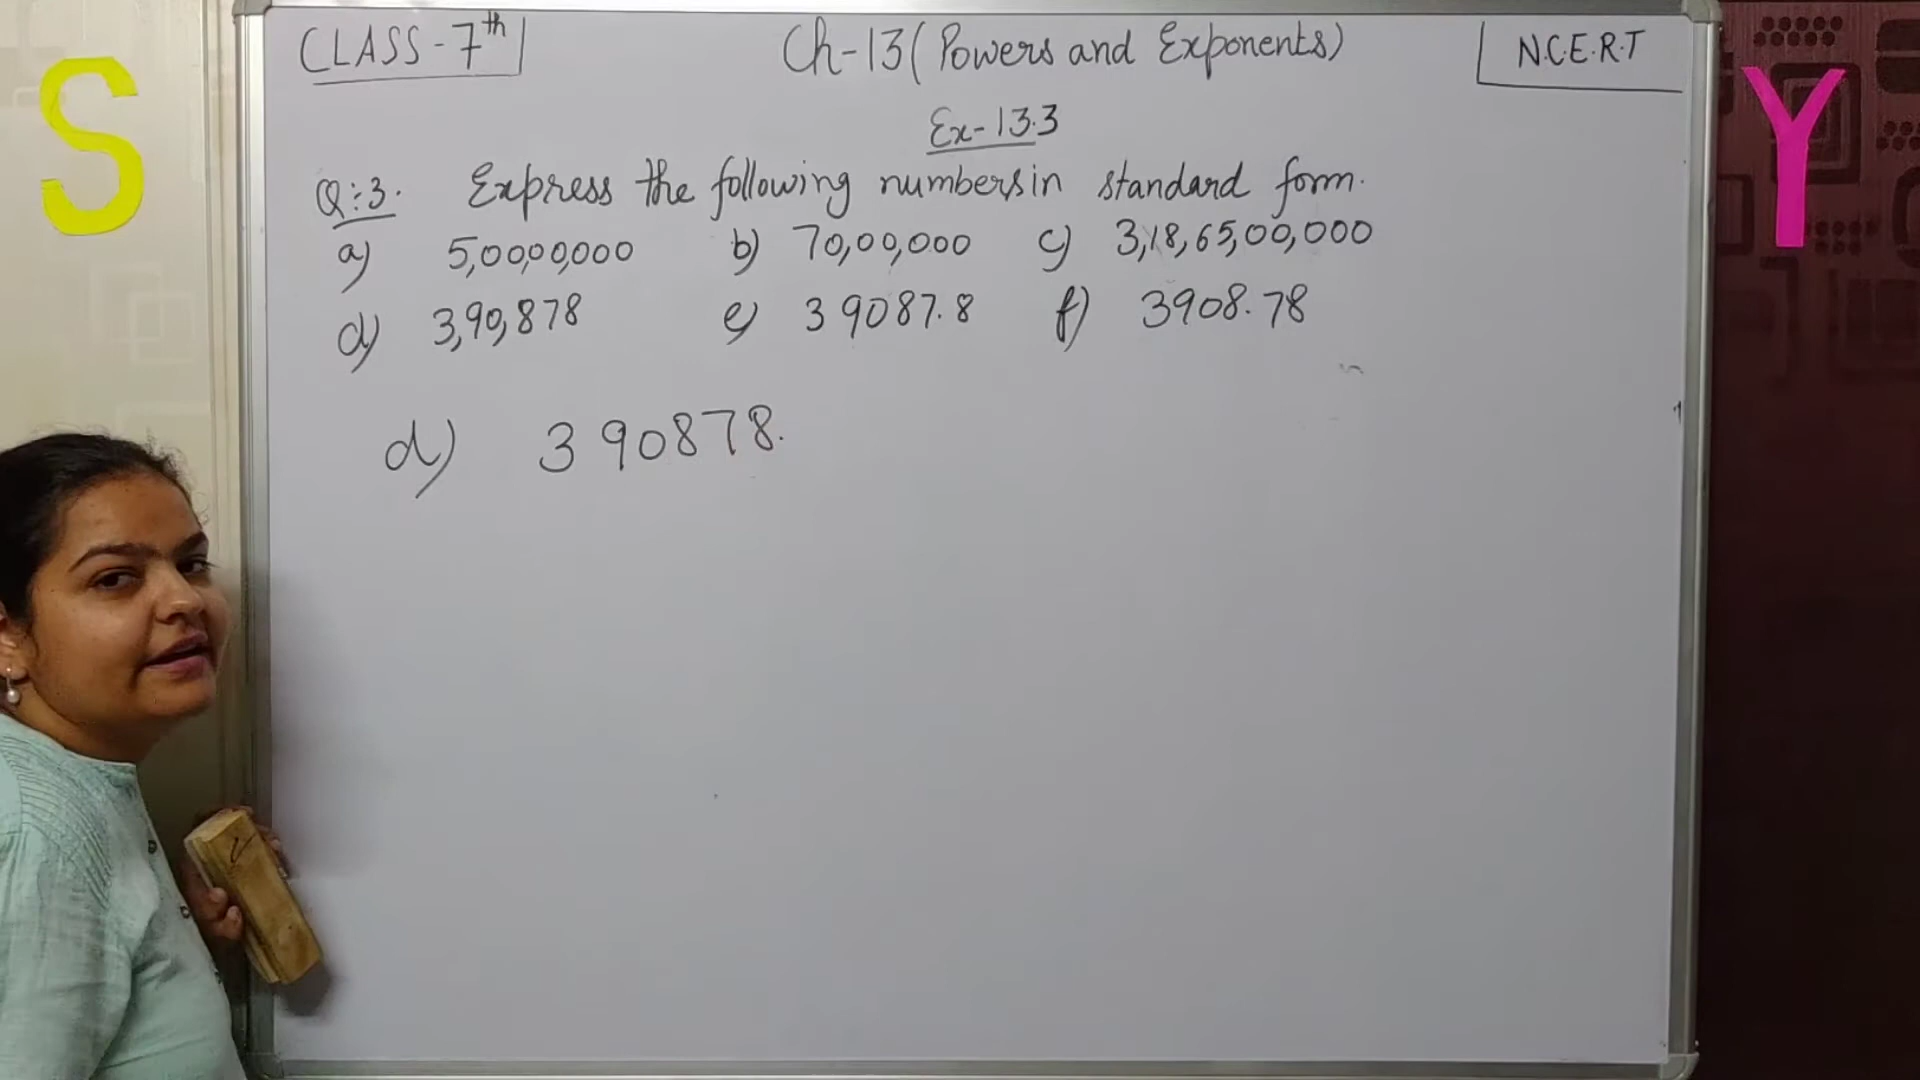 S
Y
CLASS-7th
Ch-13(Powers and Exponents)
N.C.E.R.T
Ex-13.3
Q:3. Express the following numbers in standard form.
a) 5,00,00,000 b) 70,00,000 c) 3,18,65,00,000
d) 3,90,878 e) 39087.8 f) 3908.78
d) 390878.